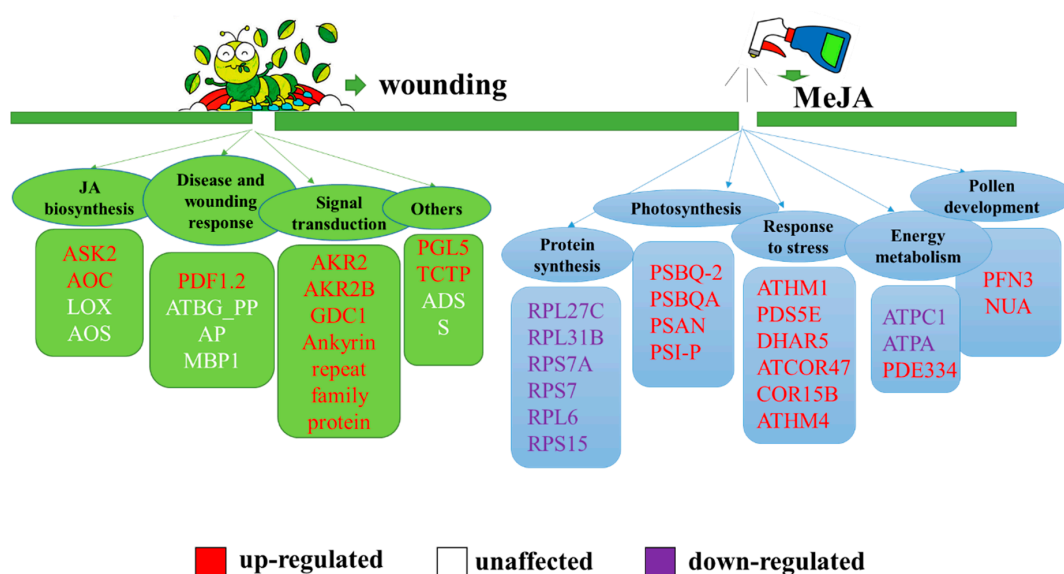 wounding
MeJA
JA
biosynthesis
Disease and
wounding
response
Signal
transduction
Others
ASK2
AOC
LOX
AOS
PDF1.2
ATBG_PP
AP
MBP1
AKR2
AKR2B
GDC1
Ankyrin
repeat
family
protein
PGL5
TCTP
ADS
S
Protein
synthesis
Photosynthesis
Response
to stress
Energy
metabolism
Pollen
development
RPL27C
RPL31B
RPS7A
RPS7
RPL6
RPS15
PSBQ-2
PSBQA
PSAN
PSI-P
ATHM1
PDS5E
DHAR5
ATCOR47
COR15B
ATHM4
ATPC1
ATPA
PDE334
PFN3
NUA
up-regulated
unaffected
down-regulated